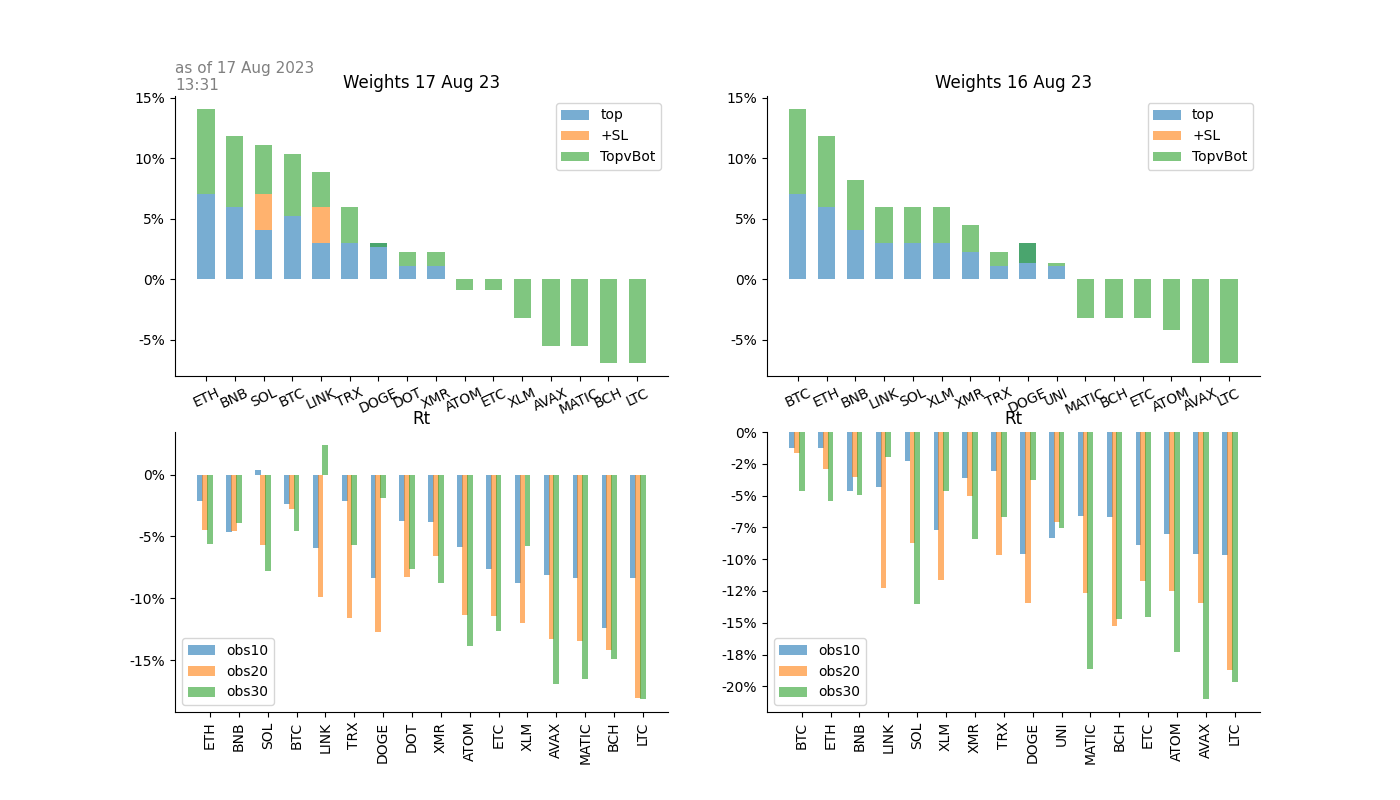 as of 17 Aug 2023
13:31
Weights 17 Aug 23
15%
10%
5%
0%
-5%
top
+SL
TopvBot
ETH BNB SOL BTC LINK TRX DOGE DOT XMR ATOM ETC XLM AVAX MATIC BCH LTC
Weights 16 Aug 23
15%
10%
5%
0%
-5%
top
+SL
TopvBot
BTC ETH BNB LINK SOL XLM XMR TRX DOGE UNI MATIC BCH ETC ATOM AVAX LTC
Rt
0%
-5%
-10%
-15%
obs10
obs20
obs30
ETH BNB SOL BTC LINK TRX DOGE DOT XMR ATOM ETC XLM AVAX MATIC BCH LTC
Rt
0%
-2%
-5%
-7%
-10%
-12%
-15%
-18%
-20%
obs10
obs20
obs30
BTC ETH BNB LINK SOL XLM XMR TRX DOGE UNI MATIC BCH ETC ATOM AVAX LTC